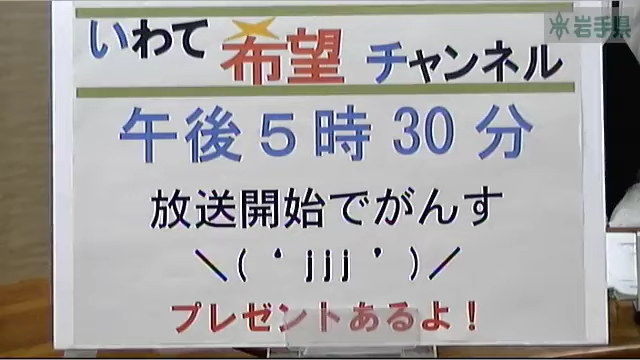 岩手県
いわて希望チャンネル
午後5時30分
放送開始でがんす
＼( ‘ jjj ’ )／
プレゼントあるよ！